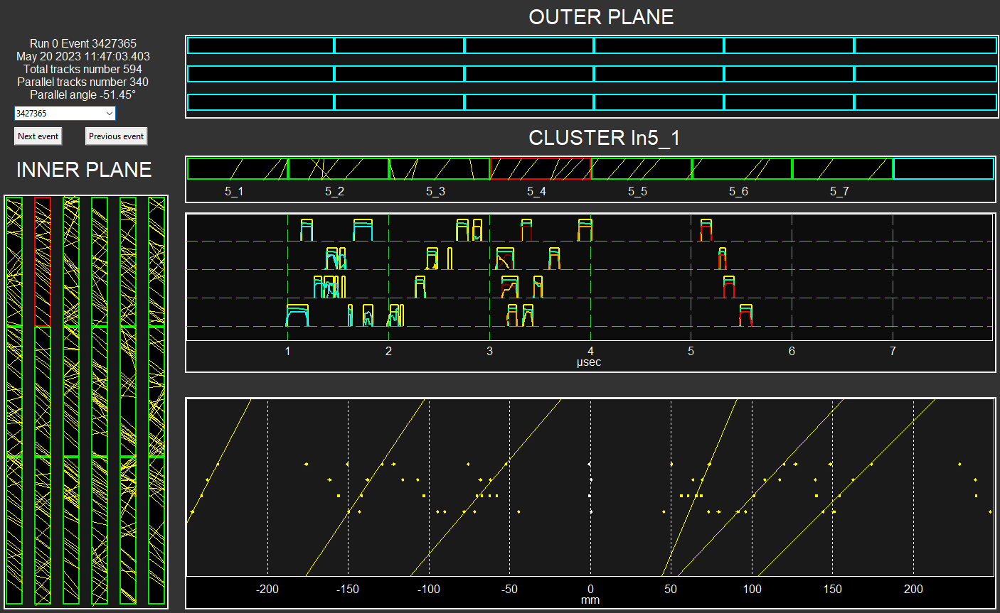 OUTER PLANE
Run 0 Event 3427365
May 20 2023 11:47:03.403
Total tracks number 594
Parallel tracks number 340
Parallel angle -51.45°
3427365
Next event Previous event
CLUSTER In5_1
INNER PLANE
5_1 5_2 5_3 5_4 5_5 5_6 5_7
1 2 3 4 5 6 7
µsec
-200 -150 -100 -50 0 50 100 150 200
mm